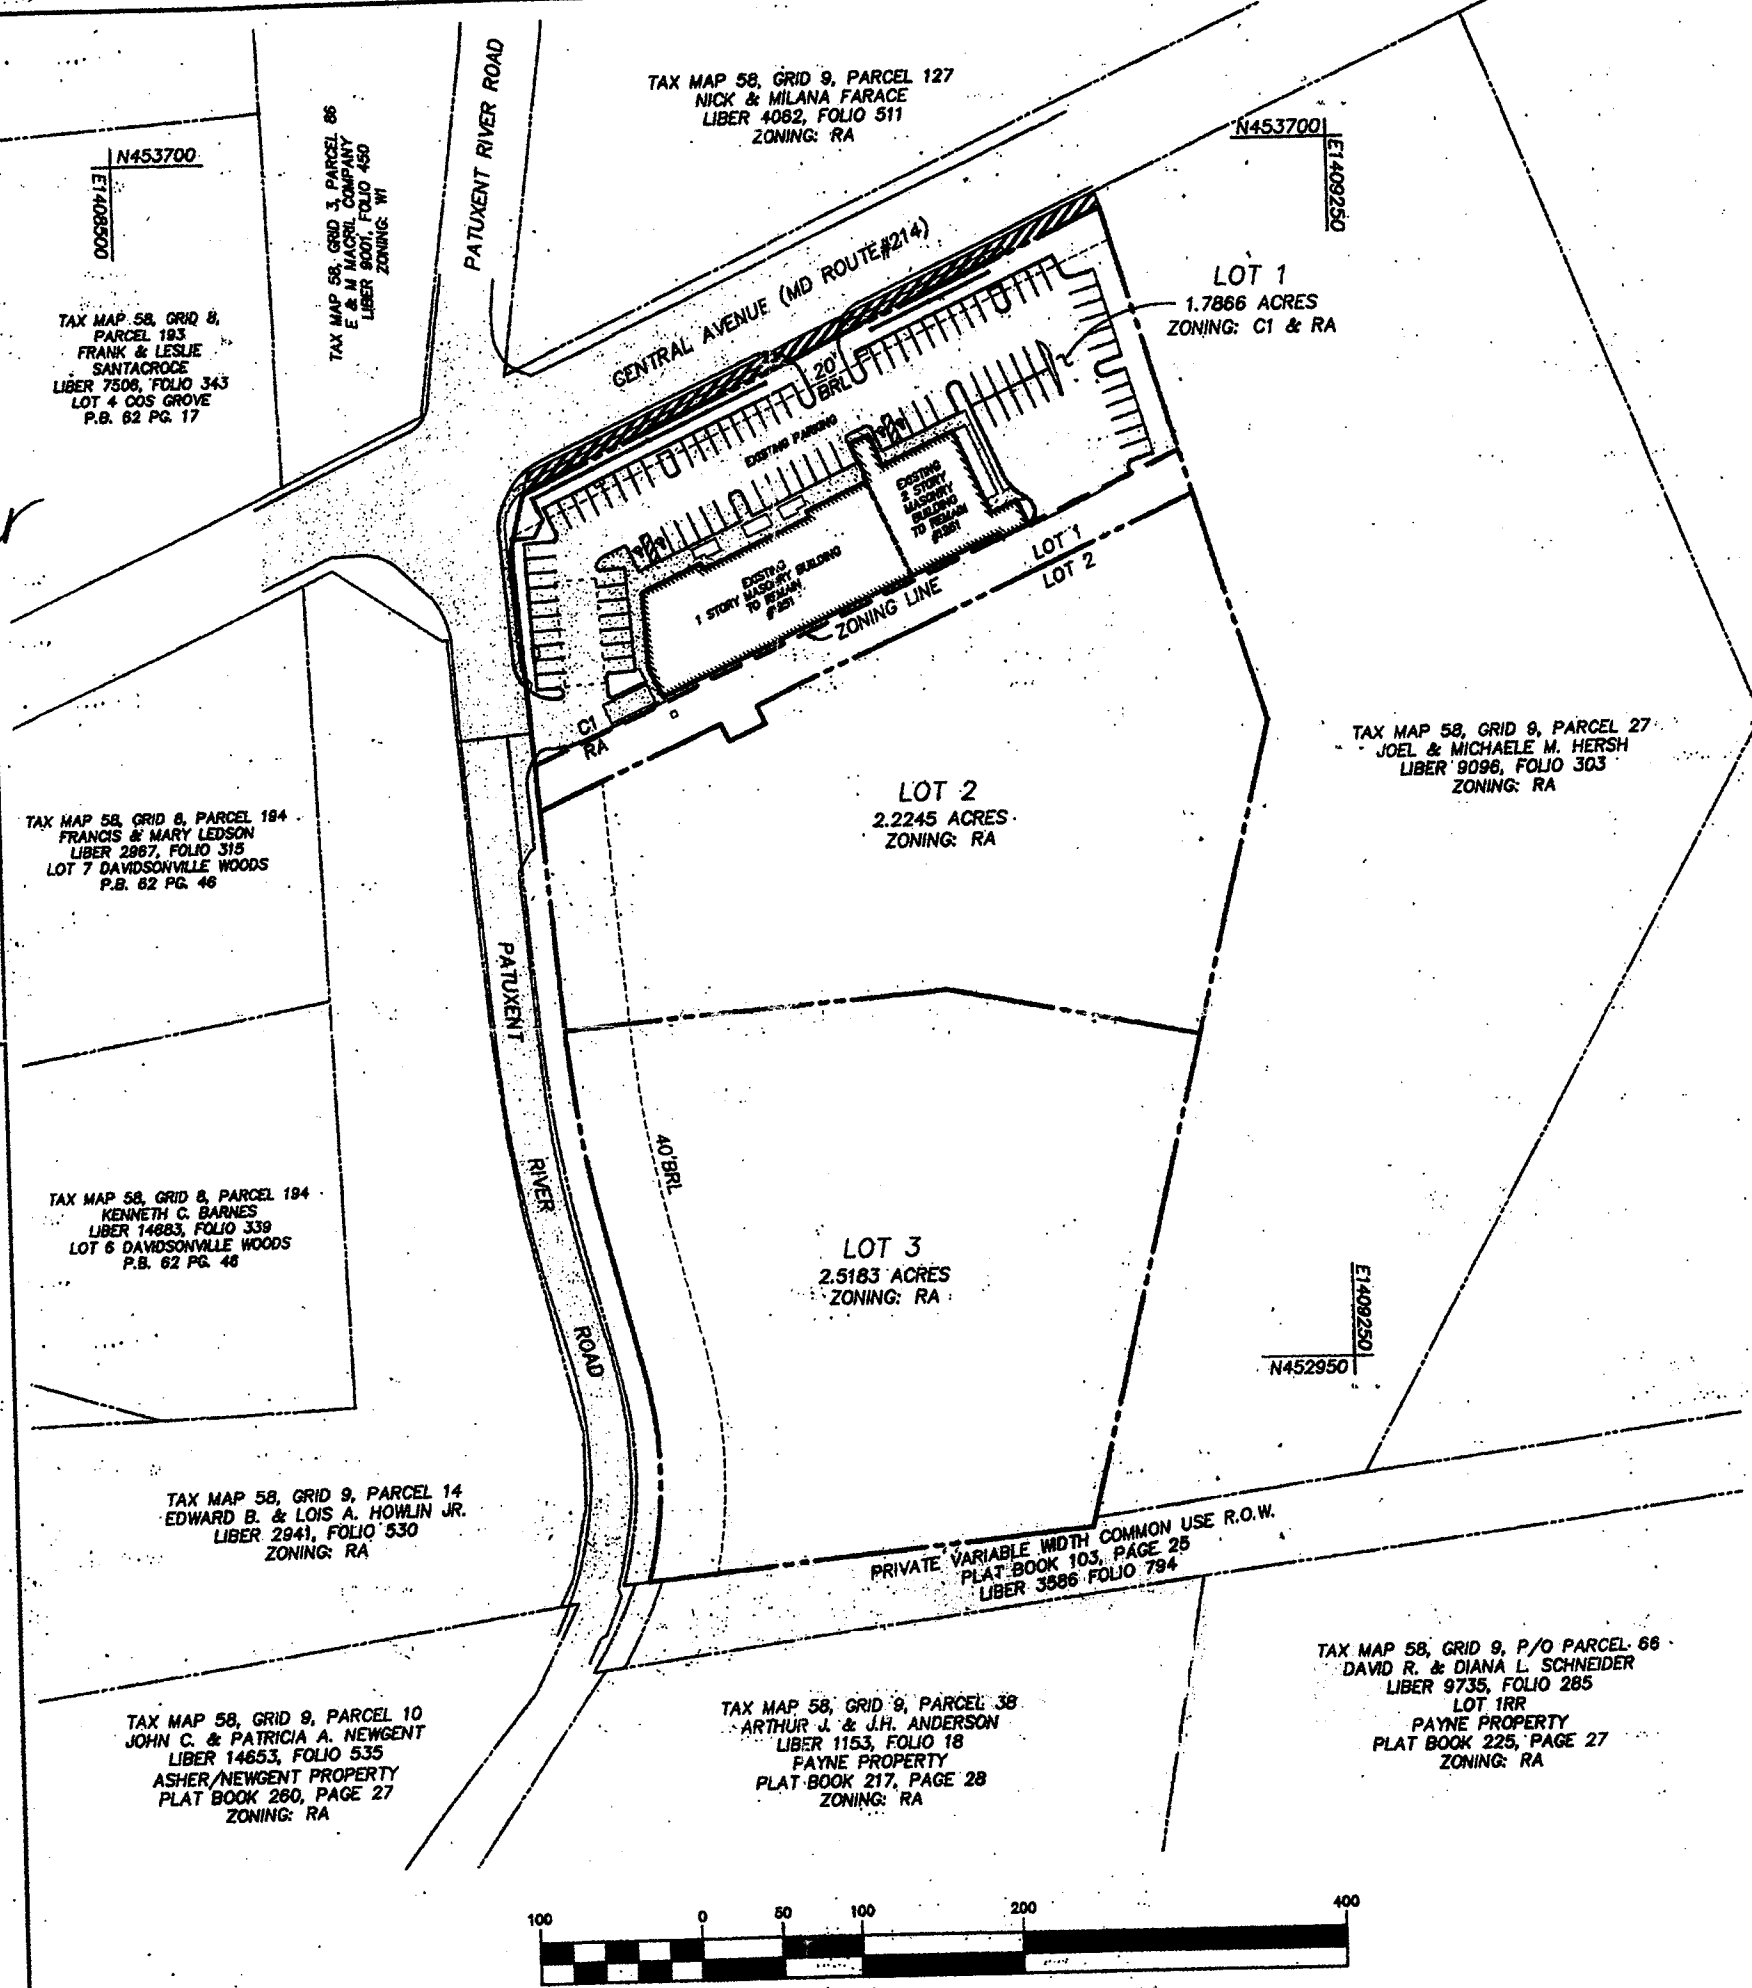 TAX MAP 58, GRID 9, PARCEL 127
NICK & MILANA FARACE
LIBER 4062, FOLIO 511
ZONING: RA
PATUXENT RIVER ROAD
TAX MAP 58, GRID 3, PARCEL 86
E & M MACRIL COMPANY
LIBER 9001, FOLIO 450
ZONING: W1
N453700
E1408500
N453700
E1409250
TAX MAP 58, GRID 8,
PARCEL 193
FRANK & LESLIE
SANTACROCE
LIBER 7506, FOLIO 343
LOT 4 COS GROVE
P.B. 62 PG. 17
CENTRAL AVENUE (MD ROUTE#214)
LOT 1
1.7866 ACRES
ZONING: C1 & RA
20'
BRL
EXISTING PARKING
EXISTING
2 STORY
MASONRY
BUILDING
TO REMAIN
EXISTING
1 STORY MASONRY BUILDING
TO REMAIN
LOT 1
LOT 2
ZONING LINE
C1
RA
LOT 2
2.2245 ACRES
ZONING: RA
TAX MAP 58, GRID 9, PARCEL 27
JOEL & MICHAELE M. HERSH
LIBER 9096, FOLIO 303
ZONING: RA
TAX MAP 58, GRID 8, PARCEL 194
FRANCIS & MARY LEDSON
LIBER 2967, FOLIO 315
LOT 7 DAVIDSONVILLE WOODS
P.B. 62 PG. 46
PATUXENT
RIVER
ROAD
40'BRL
TAX MAP 58, GRID 8, PARCEL 194
KENNETH C. BARNES
LIBER 14683, FOLIO 339
LOT 6 DAVIDSONVILLE WOODS
P.B. 62 PG. 46
LOT 3
2.5183 ACRES
ZONING: RA
E1409250
N452950
TAX MAP 58, GRID 9, PARCEL 14
EDWARD B. & LOIS A. HOWLIN JR.
LIBER 2941, FOLIO 530
ZONING: RA
PRIVATE VARIABLE WIDTH COMMON USE R.O.W.
PLAT BOOK 103, PAGE 25
LIBER 3586 FOLIO 794
TAX MAP 58, GRID 9, P/O PARCEL 66
DAVID R. & DIANA L. SCHNEIDER
LIBER 9735, FOLIO 285
LOT 1RR
PAYNE PROPERTY
PLAT BOOK 225, PAGE 27
ZONING: RA
TAX MAP 58, GRID 9, PARCEL 10
JOHN C. & PATRICIA A. NEWGENT
LIBER 14653, FOLIO 535
ASHER/NEWGENT PROPERTY
PLAT BOOK 260, PAGE 27
ZONING: RA
TAX MAP 58, GRID 9, PARCEL 38
ARTHUR J. & J.H. ANDERSON
LIBER 1153, FOLIO 18
PAYNE PROPERTY
PLAT BOOK 217, PAGE 28
ZONING: RA
100 0 50 100 200 400